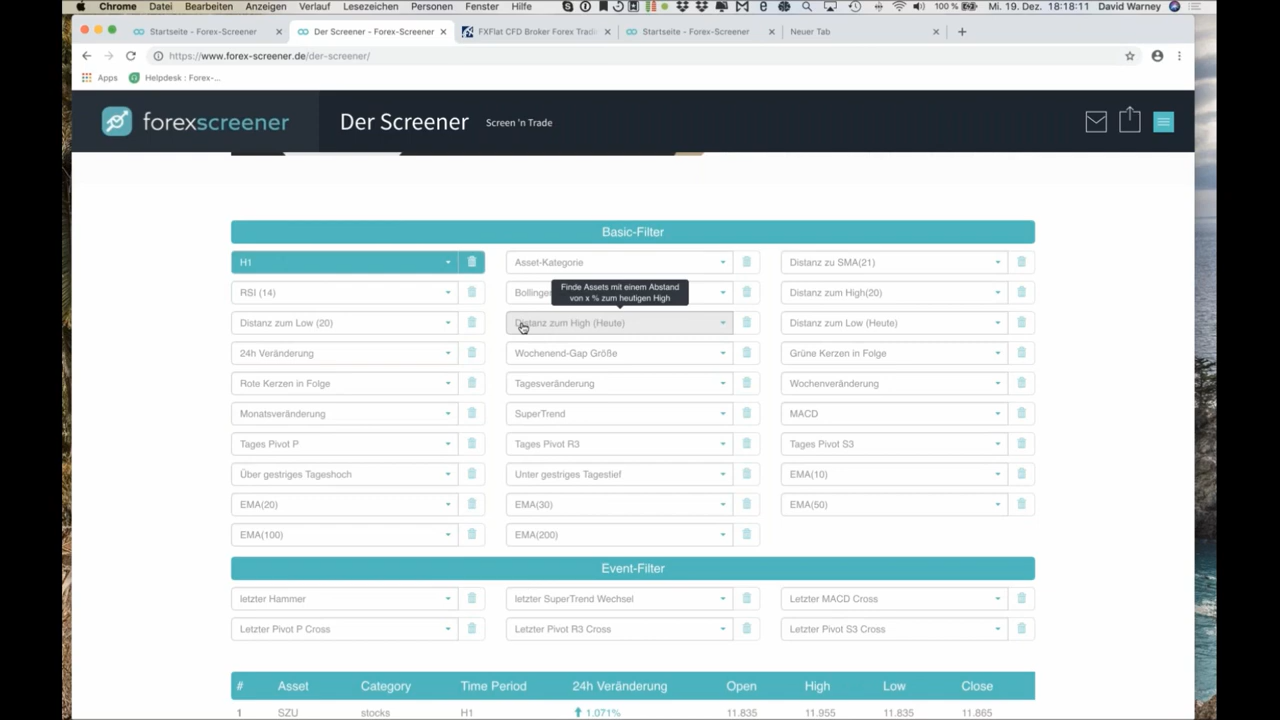 Chrome Datei Bearbeiten Anzeigen Verlauf Lesezeichen Personen Fenster Hilfe 100 % Mi. 19. Dez. 18:18:11 David Warney
Startseite - Forex-Screener Der Screener - Forex-Screener FXFlat CFD Broker Forex Trad Startseite - Forex-Screener Neuer Tab
https://www.forex-screener.de/der-screener/
Apps Helpdesk : Forex-...
forexscreener Der Screener Screen 'n Trade
Basic-Filter
H1 Asset-Kategorie Distanz zu SMA(21)
Finde Assets mit einem Abstand
von x % zum heutigen High
RSI (14) Bollinger Distanz zum High(20)
Distanz zum Low (20) Distanz zum High (Heute) Distanz zum Low (Heute)
24h Veränderung Wochenend-Gap Größe Grüne Kerzen in Folge
Rote Kerzen in Folge Tagesveränderung Wochenveränderung
Monatsveränderung SuperTrend MACD
Tages Pivot P Tages Pivot R3 Tages Pivot S3
Über gestriges Tageshoch Unter gestriges Tagestief EMA(10)
EMA(20) EMA(30) EMA(50)
EMA(100) EMA(200)
Event-Filter
letzter Hammer letzter SuperTrend Wechsel Letzter MACD Cross
Letzter Pivot P Cross Letzter Pivot R3 Cross Letzter Pivot S3 Cross
# Asset Category Time Period 24h Veränderung Open High Low Close
1 SZU stocks H1 1.071% 11.835 11.955 11.835 11.865